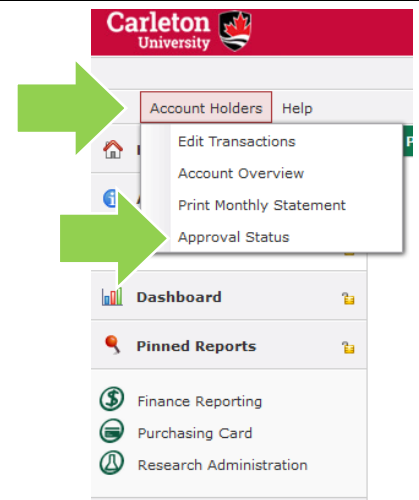 Carleton
University
Account Holders Help
Edit Transactions
Account Overview
Print Monthly Statement
Approval Status
Dashboard
Pinned Reports
Finance Reporting
Purchasing Card
Research Administration